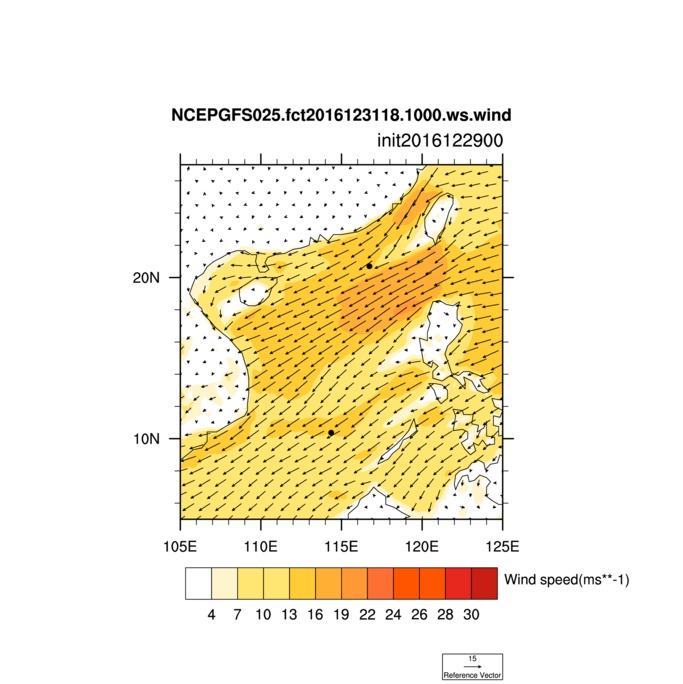 NCEPGFS025.fct2016123118.1000.ws.wind
init2016122900
20N
10N
105E 110E 115E 120E 125E
Wind speed(ms**-1)
4 7 10 13 16 19 22 24 26 28 30
15
Reference Vector